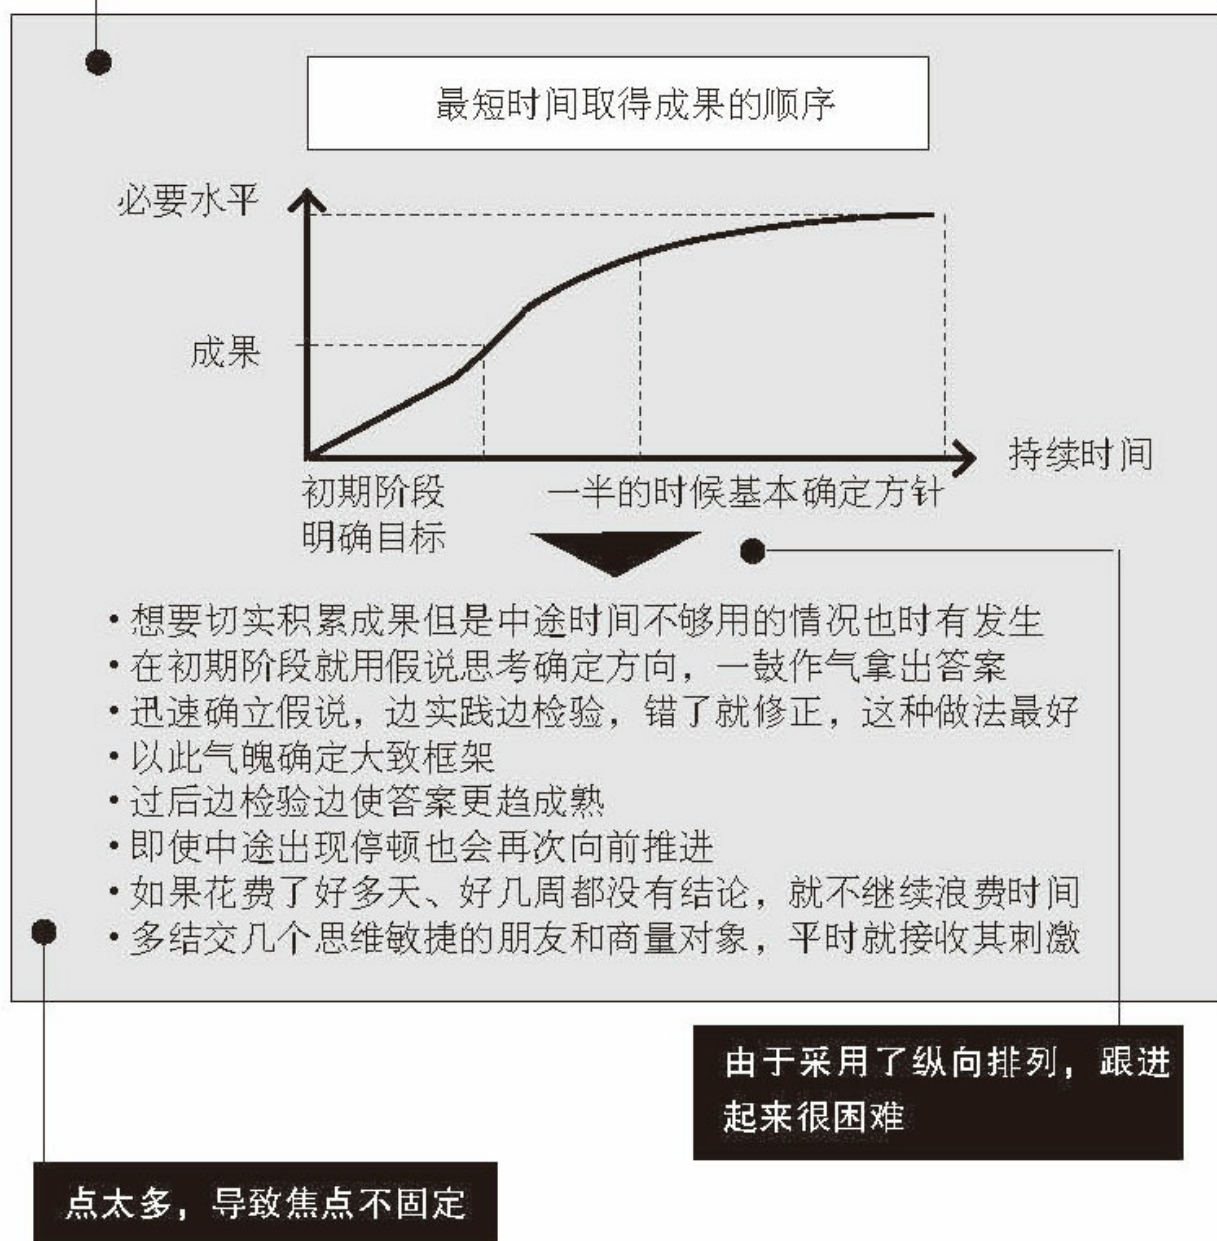 最短时间取得成果的顺序
必要水平
成果
持续时间
初期阶段
明确目标
一半的时候基本确定方针
•想要切实积累成果但是中途时间不够用的情况也时有发生
•在初期阶段就用假说思考确定方向，一鼓作气拿出答案
•迅速确立假说，边实践边检验，错了就修正，这种做法最好
•以此气魄确定大致框架
•过后边检验边使答案更趋成熟
•即使中途出现停顿也会再次向前推进
•如果花费了好多天、好几周都没有结论，就不继续浪费时间
•多结交几个思维敏捷的朋友和商量对象，平时就接收其刺激
由于采用了纵向排列，跟进
起来很困难
点太多，导致焦点不固定